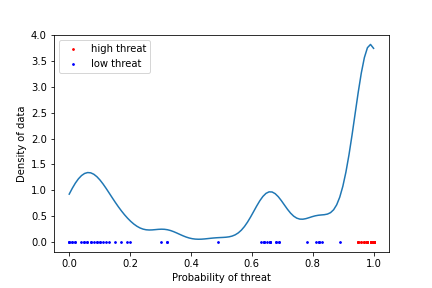 4.0
3.5
3.0
2.5
2.0
1.5
1.0
0.5
0.0
Density of data
high threat
low threat
0.0 0.2 0.4 0.6 0.8 1.0
Probability of threat